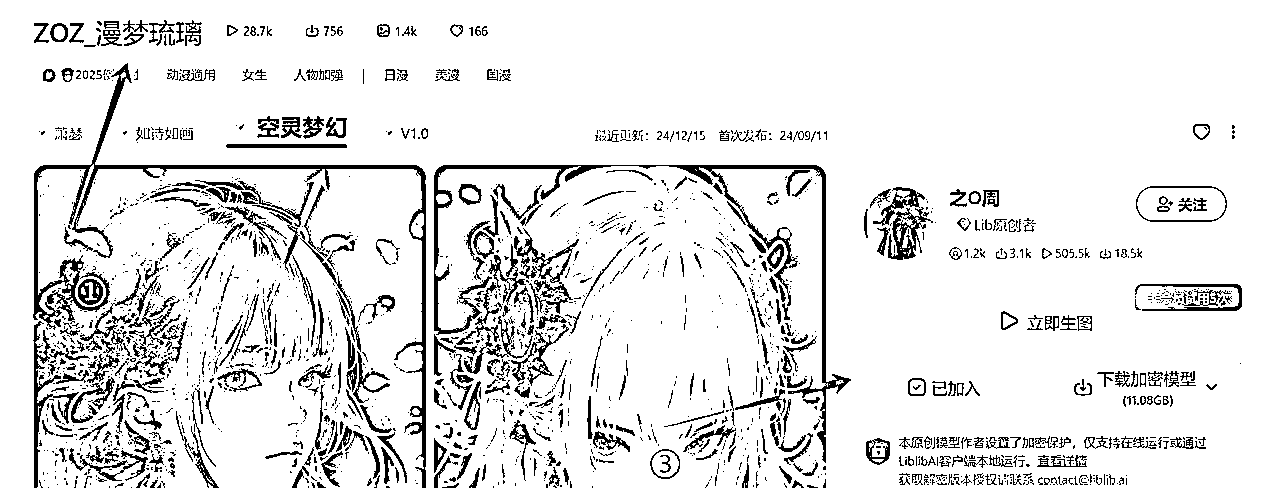 ZOZ_漫梦琉璃 28.7k 756 1.4k 166
2025 动漫通用 女生 人物加强 | 日漫 美漫 国漫
萧瑟 如诗如画 空灵梦幻 V1.0 最近更新：24/12/15 首次发布：24/09/11
之O周
关注
Lib原创者
1.2k 3.1k 505.5k 18.5k
①
立即生图
已加入 下载加密模型
(11.08GB)
本原创模型作者设置了加密保护，仅支持在线运行或通过
LiblibAI客户端本地运行。查看详情
获取解密版本授权请联系 contact@liblib.ai
③